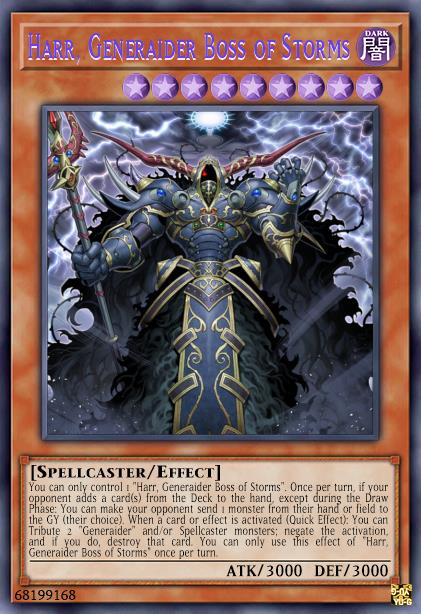 Harr, Generaider Boss of Storms
DARK
闇
[Spellcaster/Effect]
You can only control 1 "Harr, Generaider Boss of Storms". Once per turn, if your
opponent adds a card(s) from the Deck to the hand, except during the Draw
Phase: You can make your opponent send 1 monster from their hand or field to
the GY (their choice). When a card or effect is activated (Quick Effect): You can
Tribute 2 "Generaider" and/or Spellcaster monsters; negate the activation,
and if you do, destroy that card. You can only use this effect of "Harr,
Generaider Boss of Storms" once per turn.
ATK/3000 DEF/3000
68199168